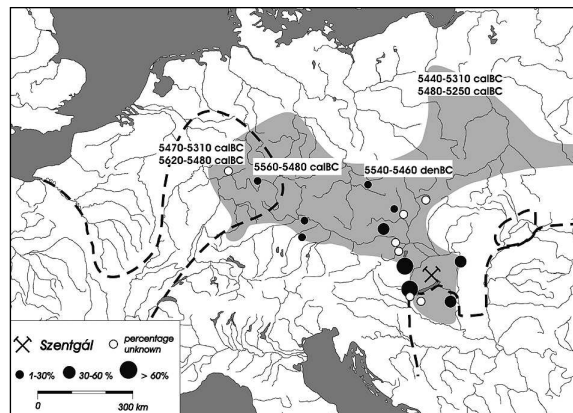 5440-5310 calBC
5480-5250 calBC
5470-5310 calBC
5620-5480 calBC
5560-5480 calBC
5540-5460 denBC
Szentgál
percentage
unknown
1-30%
30-60 %
> 60%
0
300 km